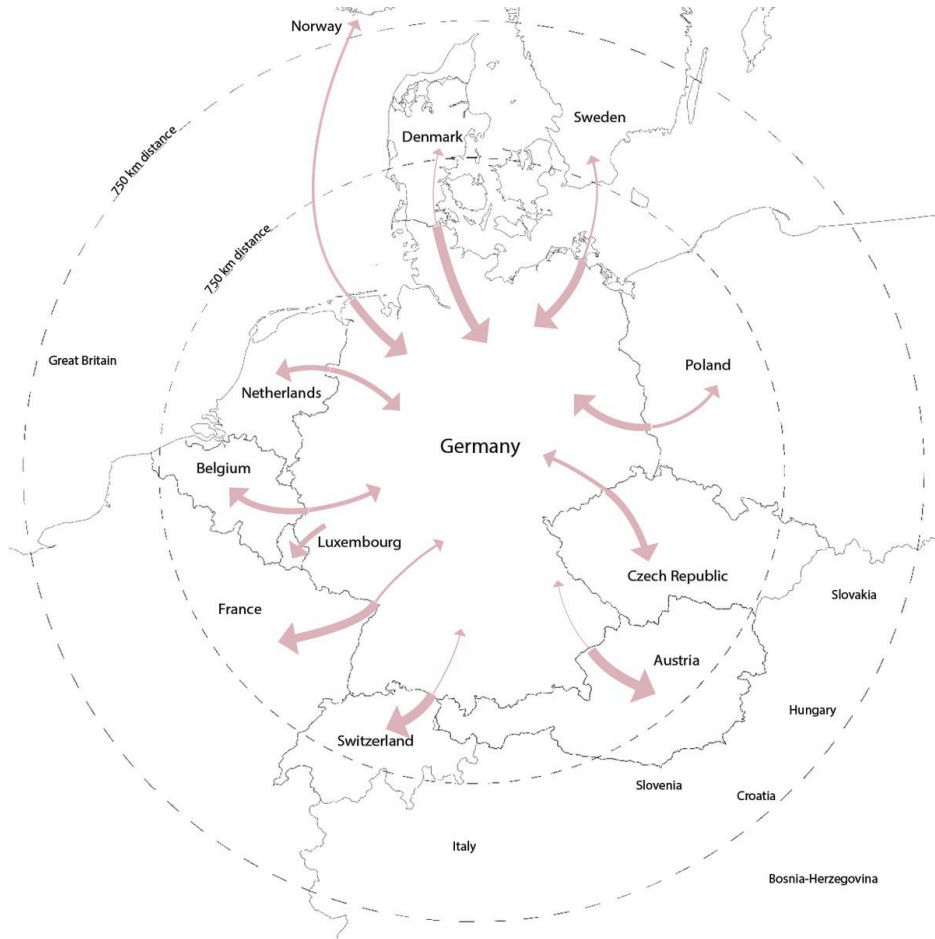 Norway
Sweden
Denmark
750 km distance
750 km distance
Great Britain
Poland
Netherlands
Germany
Belgium
Luxembourg
Czech Republic
Slovakia
France
Austria
Hungary
Switzerland
Slovenia
Croatia
Italy
Bosnia-Herzegovina